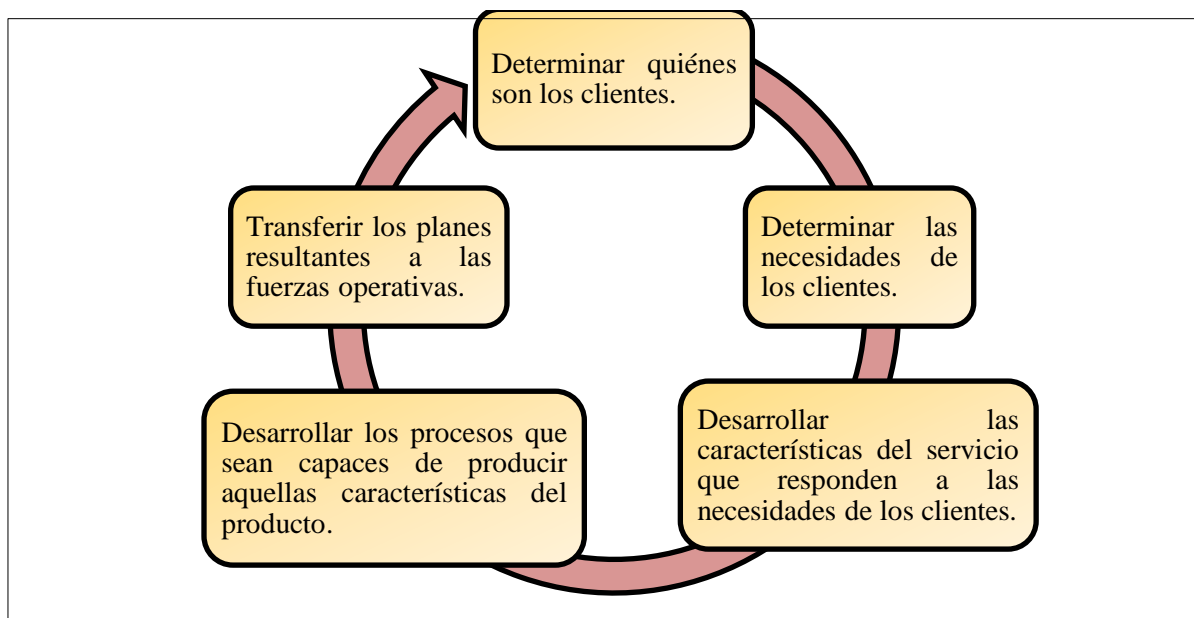 Determinar quiénes
son los clientes.
Determinar las
necesidades de
los clientes.
Desarrollar las
características del servicio
que responden a las
necesidades de los clientes.
Desarrollar los procesos que
sean capaces de producir
aquellas características del
producto.
Transferir los planes
resultantes a las
fuerzas operativas.